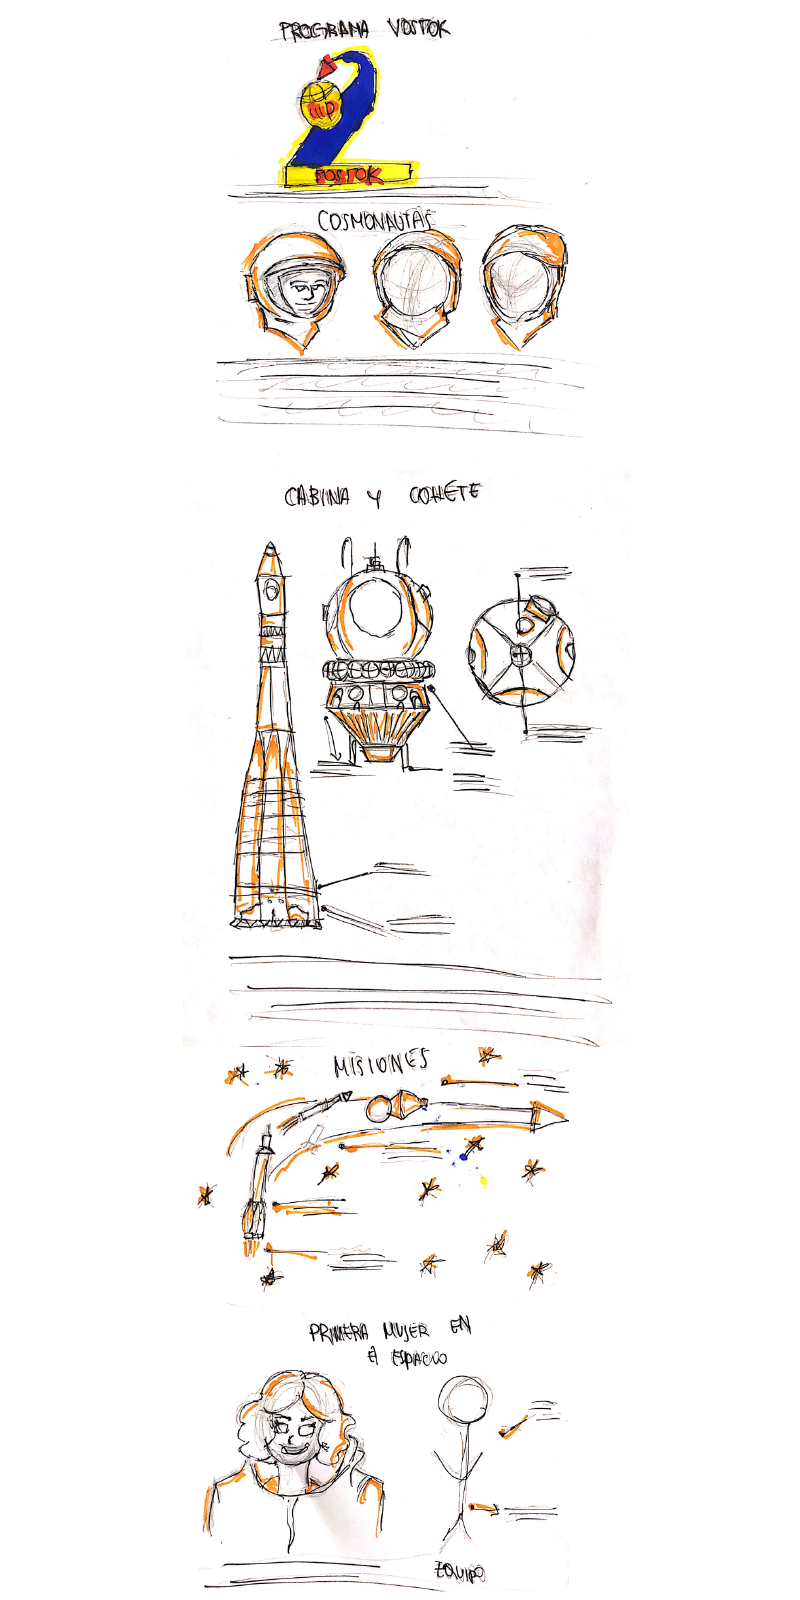 PROGRAMA VOSTOK
VOSTOK
COSMONAUTAS
CABINA Y COHETE
MISIONES
PRIMERA MUJER EN
El ESPACIO
EQUIPO